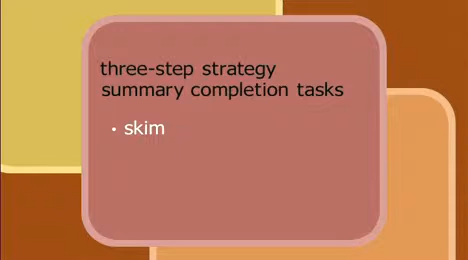 three-step strategy
summary completion tasks
• skim